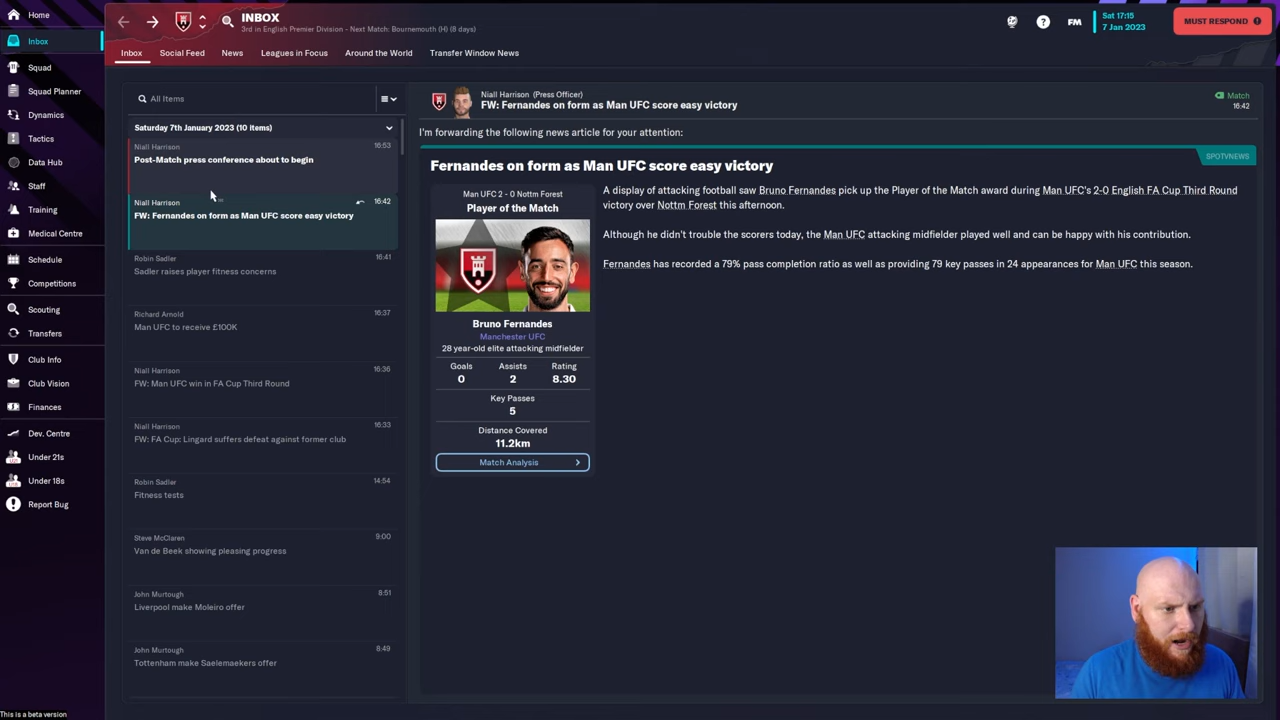 Home
Inbox
Squad
Squad Planner
Dynamics
Tactics
Data Hub
Staff
Training
Medical Centre
Schedule
Competitions
Scouting
Transfers
Club Info
Club Vision
Finances
Dev. Centre
Under 21s
Under 18s
Report Bug
This is a beta version
INBOX
3rd in English Premier Division - Next Match: Bournemouth (H) (8 days)
FM
Sat 17:15
7 Jan 2023
MUST RESPOND
Inbox
Social Feed
News
Leagues in Focus
Around the World
Transfer Window News
All Items
Saturday 7th January 2023 (10 items)
Niall Harrison 16:53
Post-Match press conference about to begin
Niall Harrison 16:42
FW: Fernandes on form as Man UFC score easy victory
Robin Sadler 16:41
Sadler raises player fitness concerns
Richard Arnold 16:37
Man UFC to receive £100K
Niall Harrison 16:36
FW: Man UFC win in FA Cup Third Round
Niall Harrison 16:33
FW: FA Cup: Lingard suffers defeat against former club
Robin Sadler 14:54
Fitness tests
Steve McClaren 9:00
Van de Beek showing pleasing progress
John Murtough 8:51
Liverpool make Moleiro offer
John Murtough 8:49
Tottenham make Saelemaekers offer
Niall Harrison (Press Officer)
FW: Fernandes on form as Man UFC score easy victory
Match
16:42
I'm forwarding the following news article for your attention:
SPOTVNEWS
Fernandes on form as Man UFC score easy victory
Man UFC 2 - 0 Nottm Forest
Player of the Match
Bruno Fernandes
Manchester UFC
28 year-old elite attacking midfielder
Goals Assists Rating
0 2 8.30
Key Passes
5
Distance Covered
11.2km
Match Analysis
A display of attacking football saw Bruno Fernandes pick up the Player of the Match award during Man UFC's 2-0 English FA Cup Third Round
victory over Nottm Forest this afternoon.
Although he didn't trouble the scorers today, the Man UFC attacking midfielder played well and can be happy with his contribution.
Fernandes has recorded a 79% pass completion ratio as well as providing 79 key passes in 24 appearances for Man UFC this season.